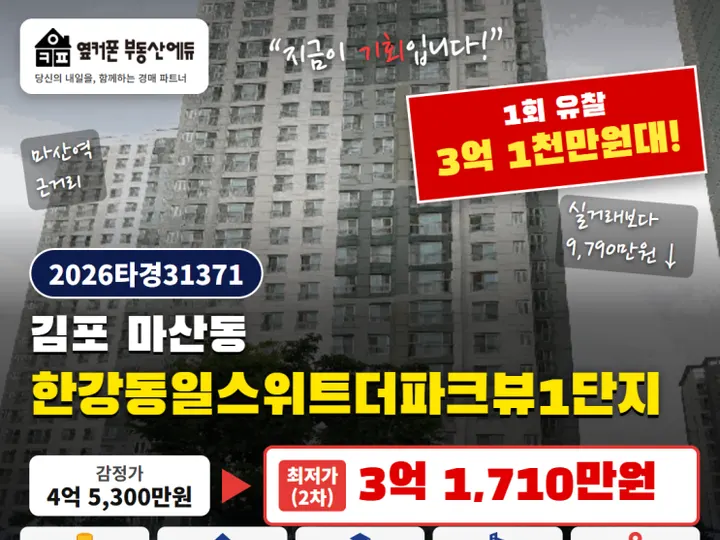 옆커폰 부동산에듀
당신의 내일을, 함께하는 경매 파트너
“지금이 기회입니다!”
1회 유찰
3억 1천만원대!
마산역
근거리
실거래보다
9,790만원↓
2026타경31371
김포 마산동
한강동일스위트더파크뷰1단지
감정가
4억 5,300만원
최저가
(2차)
3억 1,710만원